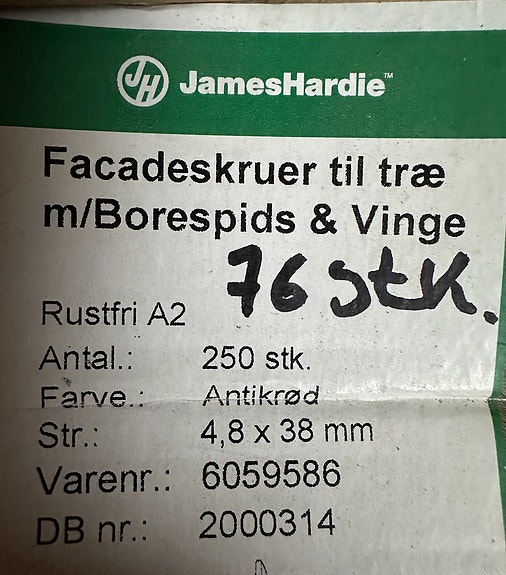 JH JamesHardie™
Facadeskruer til træ
m/Borespids & Vinge
76 stk.
Rustfri A2
Antal.: 250 stk.
Farve.: Antikrød
Str.: 4,8 x 38 mm
Varenr.: 6059586
DB nr.: 2000314